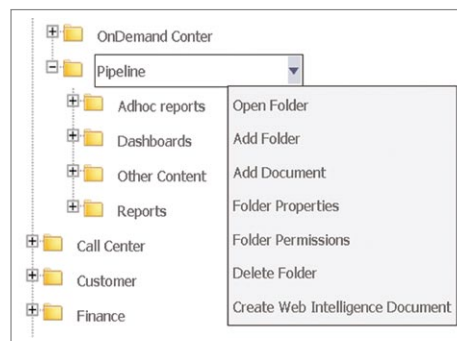 OnDemand Conter
Pipeline
Adhoc reports
Open Folder
Dashboards
Add Folder
Other Content
Add Document
Reports
Folder Properties
Call Center
Folder Permissions
Customer
Delete Folder
Finance
Create Web Intelligence Document